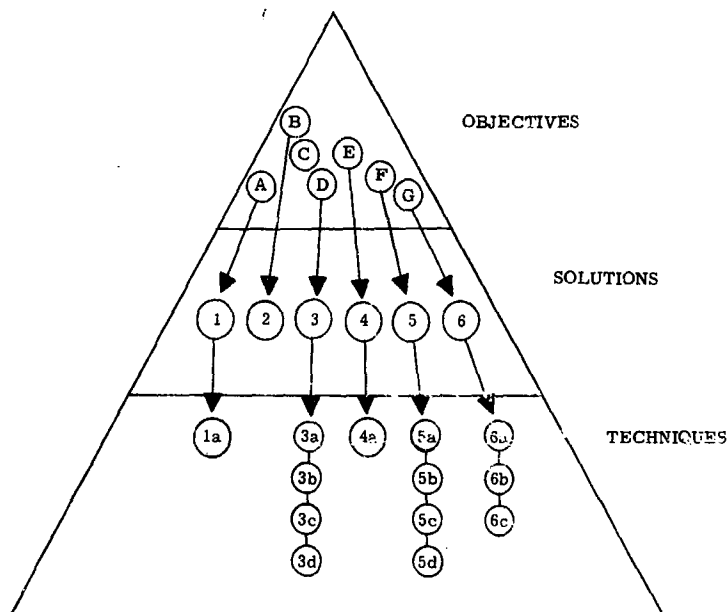 OBJECTIVES
B
C
E
A
D
F
G
SOLUTIONS
1 2 3 4 5 6
TECHNIQUES
1a 3a 4a 5a 6a
3b 5b 6b
3c 5c 6c
3d 5d